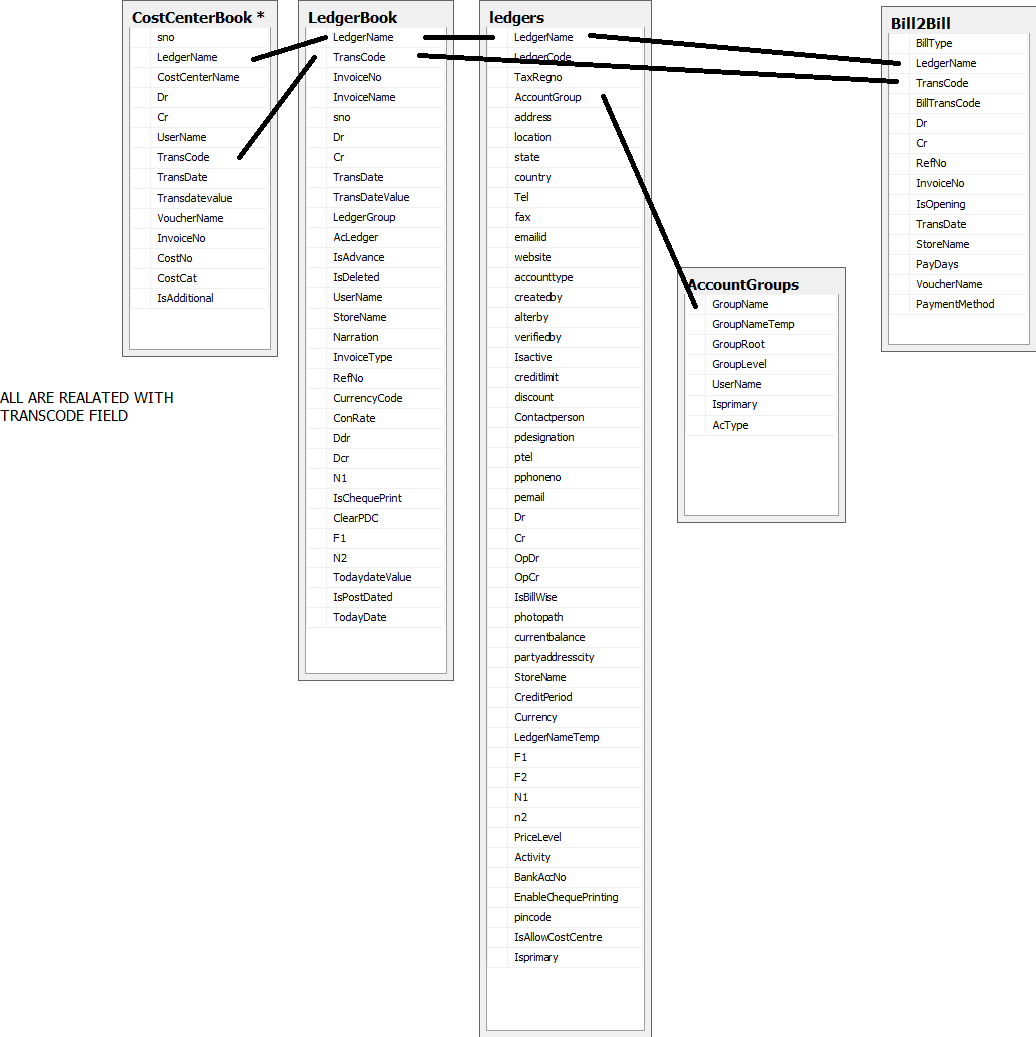 CostCenterBook *
sno
LedgerName
CostCenterName
Dr
Cr
UserName
TransCode
TransDate
Transdatevalue
VoucherName
InvoiceNo
CostNo
CostCat
IsAdditional
ALL ARE REALATED WITH
TRANSCODE FIELD
LedgerBook
LedgerName
TransCode
InvoiceNo
InvoiceName
sno
Dr
Cr
TransDate
TransDateValue
LedgerGroup
AcLedger
IsAdvance
IsDeleted
UserName
StoreName
Narration
InvoiceType
RefNo
CurrencyCode
ConRate
Ddr
Dcr
N1
IsChequePrint
ClearPDC
F1
N2
TodaydateValue
IsPostDated
TodayDate
ledgers
LedgerName
LedgerCode
TaxRegno
AccountGroup
address
location
state
country
Tel
fax
emailid
website
accounttype
createdby
alterby
verifiedby
Isactive
creditlimit
discount
Contactperson
pdesignation
ptel
pphoneno
pemail
Dr
Cr
OpDr
OpCr
IsBillWise
photopath
currentbalance
partyaddresscity
StoreName
CreditPeriod
Currency
LedgerNameTemp
F1
F2
N1
n2
PriceLevel
Activity
BankAccNo
EnableChequePrinting
pincode
IsAllowCostCentre
Isprimary
AccountGroups
GroupName
GroupNameTemp
GroupRoot
GroupLevel
UserName
Isprimary
AcType
Bill2Bill
BillType
LedgerName
TransCode
BillTransCode
Dr
Cr
RefNo
InvoiceNo
IsOpening
TransDate
StoreName
PayDays
VoucherName
PaymentMethod